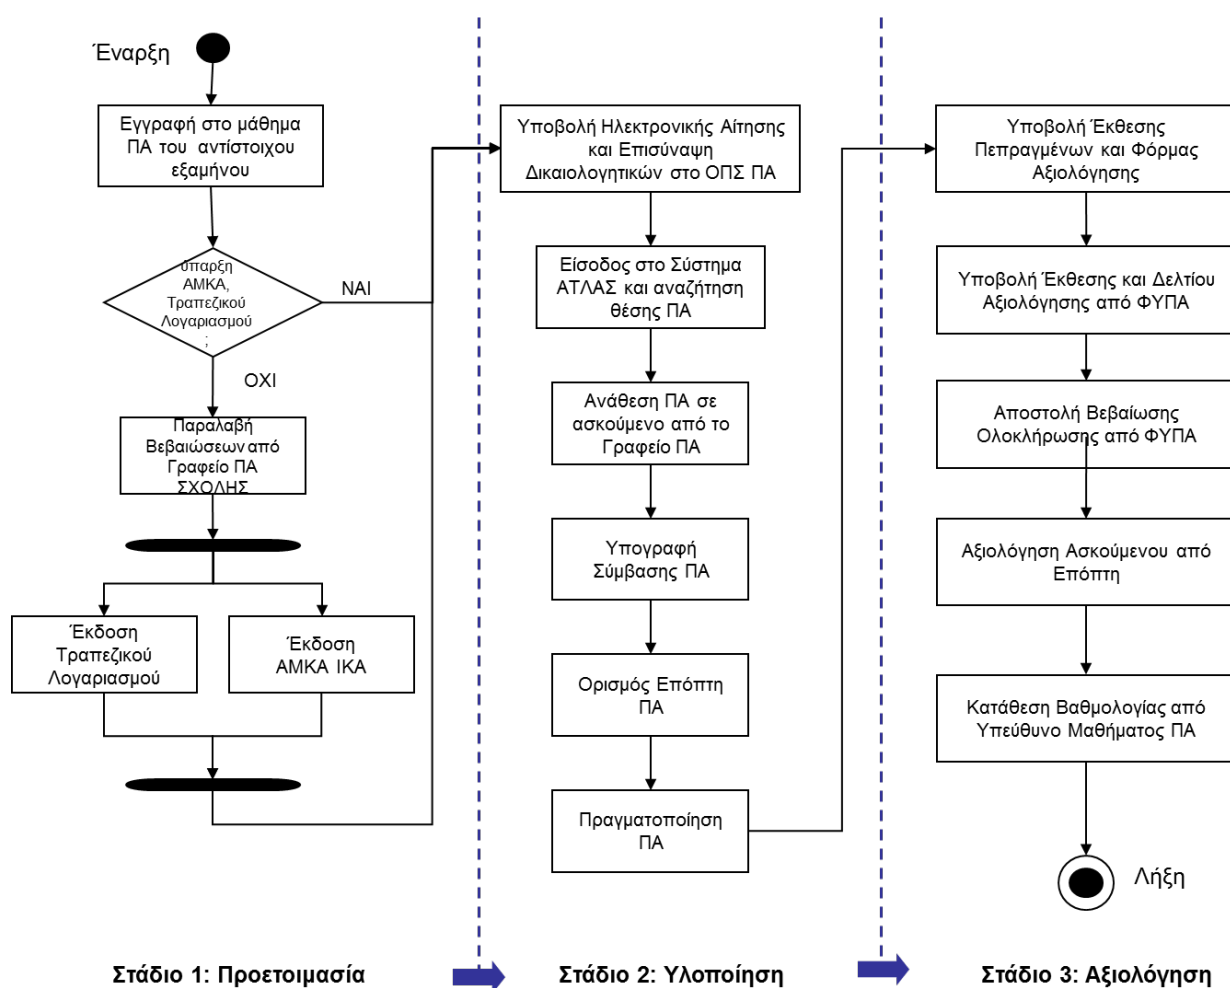 Έναρξη
Εγγραφή στο μάθημα
ΠΑ του αντίστοιχου
εξαμήνου
ύπαρξη
ΑΜΚΑ,
Τραπεζικού
Λογαριασμού
;
ΝΑΙ
ΟΧΙ
Παραλαβή
Βεβαιώσεων από
Γραφείο ΠΑ
ΣΧΟΛΗΣ
Έκδοση
Τραπεζικού
Λογαριασμού
Έκδοση
ΑΜΚΑ ΙΚΑ
Υποβολή Ηλεκτρονικής Αίτησης
και Επισύναψη
Δικαιολογητικών στο ΟΠΣ ΠΑ
Είσοδος στο Σύστημα
ΑΤΛΑΣ και αναζήτηση
θέσης ΠΑ
Ανάθεση ΠΑ σε
ασκούμενο από το
Γραφείο ΠΑ
Υπογραφή
Σύμβασης ΠΑ
Ορισμός Επόπτη
ΠΑ
Πραγματοποίηση
ΠΑ
Υποβολή Έκθεσης
Πεπραγμένων και Φόρμας
Αξιολόγησης
Υποβολή Έκθεσης και Δελτίου
Αξιολόγησης από ΦΥΠΑ
Αποστολή Βεβαίωσης
Ολοκλήρωσης από ΦΥΠΑ
Αξιολόγηση Ασκούμενου από
Επόπτη
Κατάθεση Βαθμολογίας από
Υπεύθυνο Μαθήματος ΠΑ
Λήξη
Στάδιο 1: Προετοιμασία
Στάδιο 2: Υλοποίηση
Στάδιο 3: Αξιολόγηση